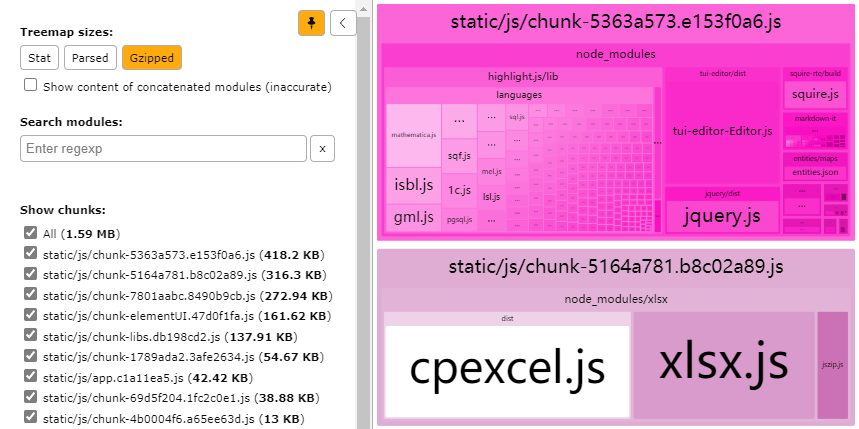 Treemap sizes:
Stat
Parsed
Gzipped
Show content of concatenated modules (inaccurate)
Search modules:
Enter regexp
x
Show chunks:
All (1.59 MB)
static/js/chunk-5363a573.e153f0a6.js (418.2 KB)
static/js/chunk-5164a781.b8c02a89.js (316.3 KB)
static/js/chunk-7801aabc.8490b9cb.js (272.94 KB)
static/js/chunk-elementUI.47d0f1fa.js (161.62 KB)
static/js/chunk-libs.db198cd2.js (137.91 KB)
static/js/chunk-1789ada2.3afe2634.js (54.67 KB)
static/js/app.c1a11ea5.js (42.42 KB)
static/js/chunk-69d5f204.1fc2c0e1.js (38.88 KB)
static/js/chunk-4b0004f6.a65ee63d.js (13 KB)
static/js/chunk-5363a573.e153f0a6.js
node_modules
highlight.js/lib
languages
mathematica.js
isbl.js
gml.js
...
sqf.js
1c.js
pgsql.js
...
...
mel.js
lsl.js
...
sql.js
tui-editor/dist
tui-editor-Editor.js
jquery/dist
jquery.js
squire-rte/build
squire.js
markdown-it
...
entities/maps
entities.json
...
...
static/js/chunk-5164a781.b8c02a89.js
node_modules/xlsx
dist
cpexcel.js
xlsx.js
jszip.js